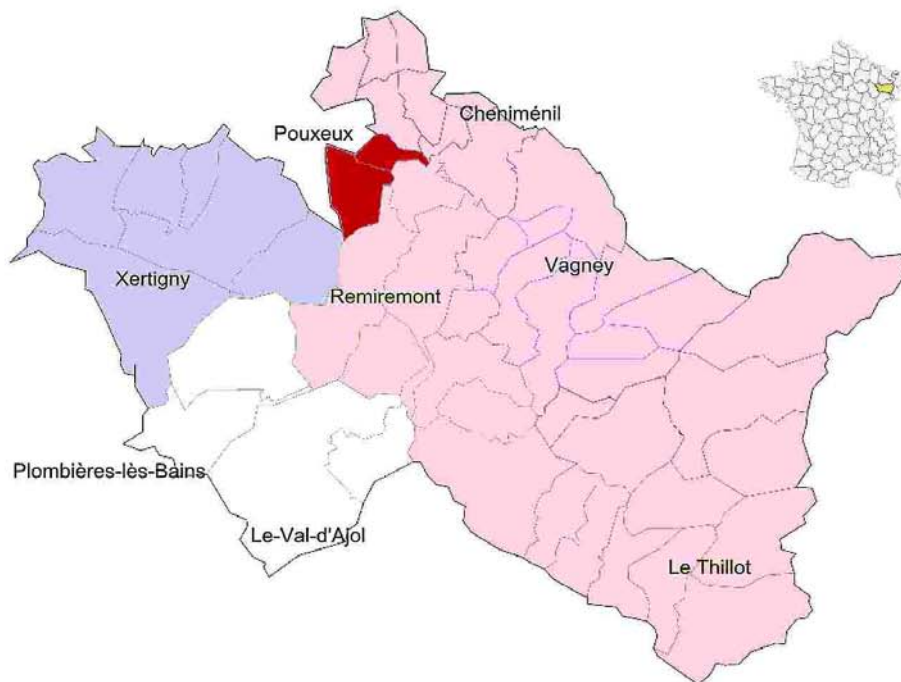 Cheniménil
Pouxeux
Vagney
Xertigny
Remiremont
Plombières-lès-Bains
Le-Val-d'Ajol
Le Thillot